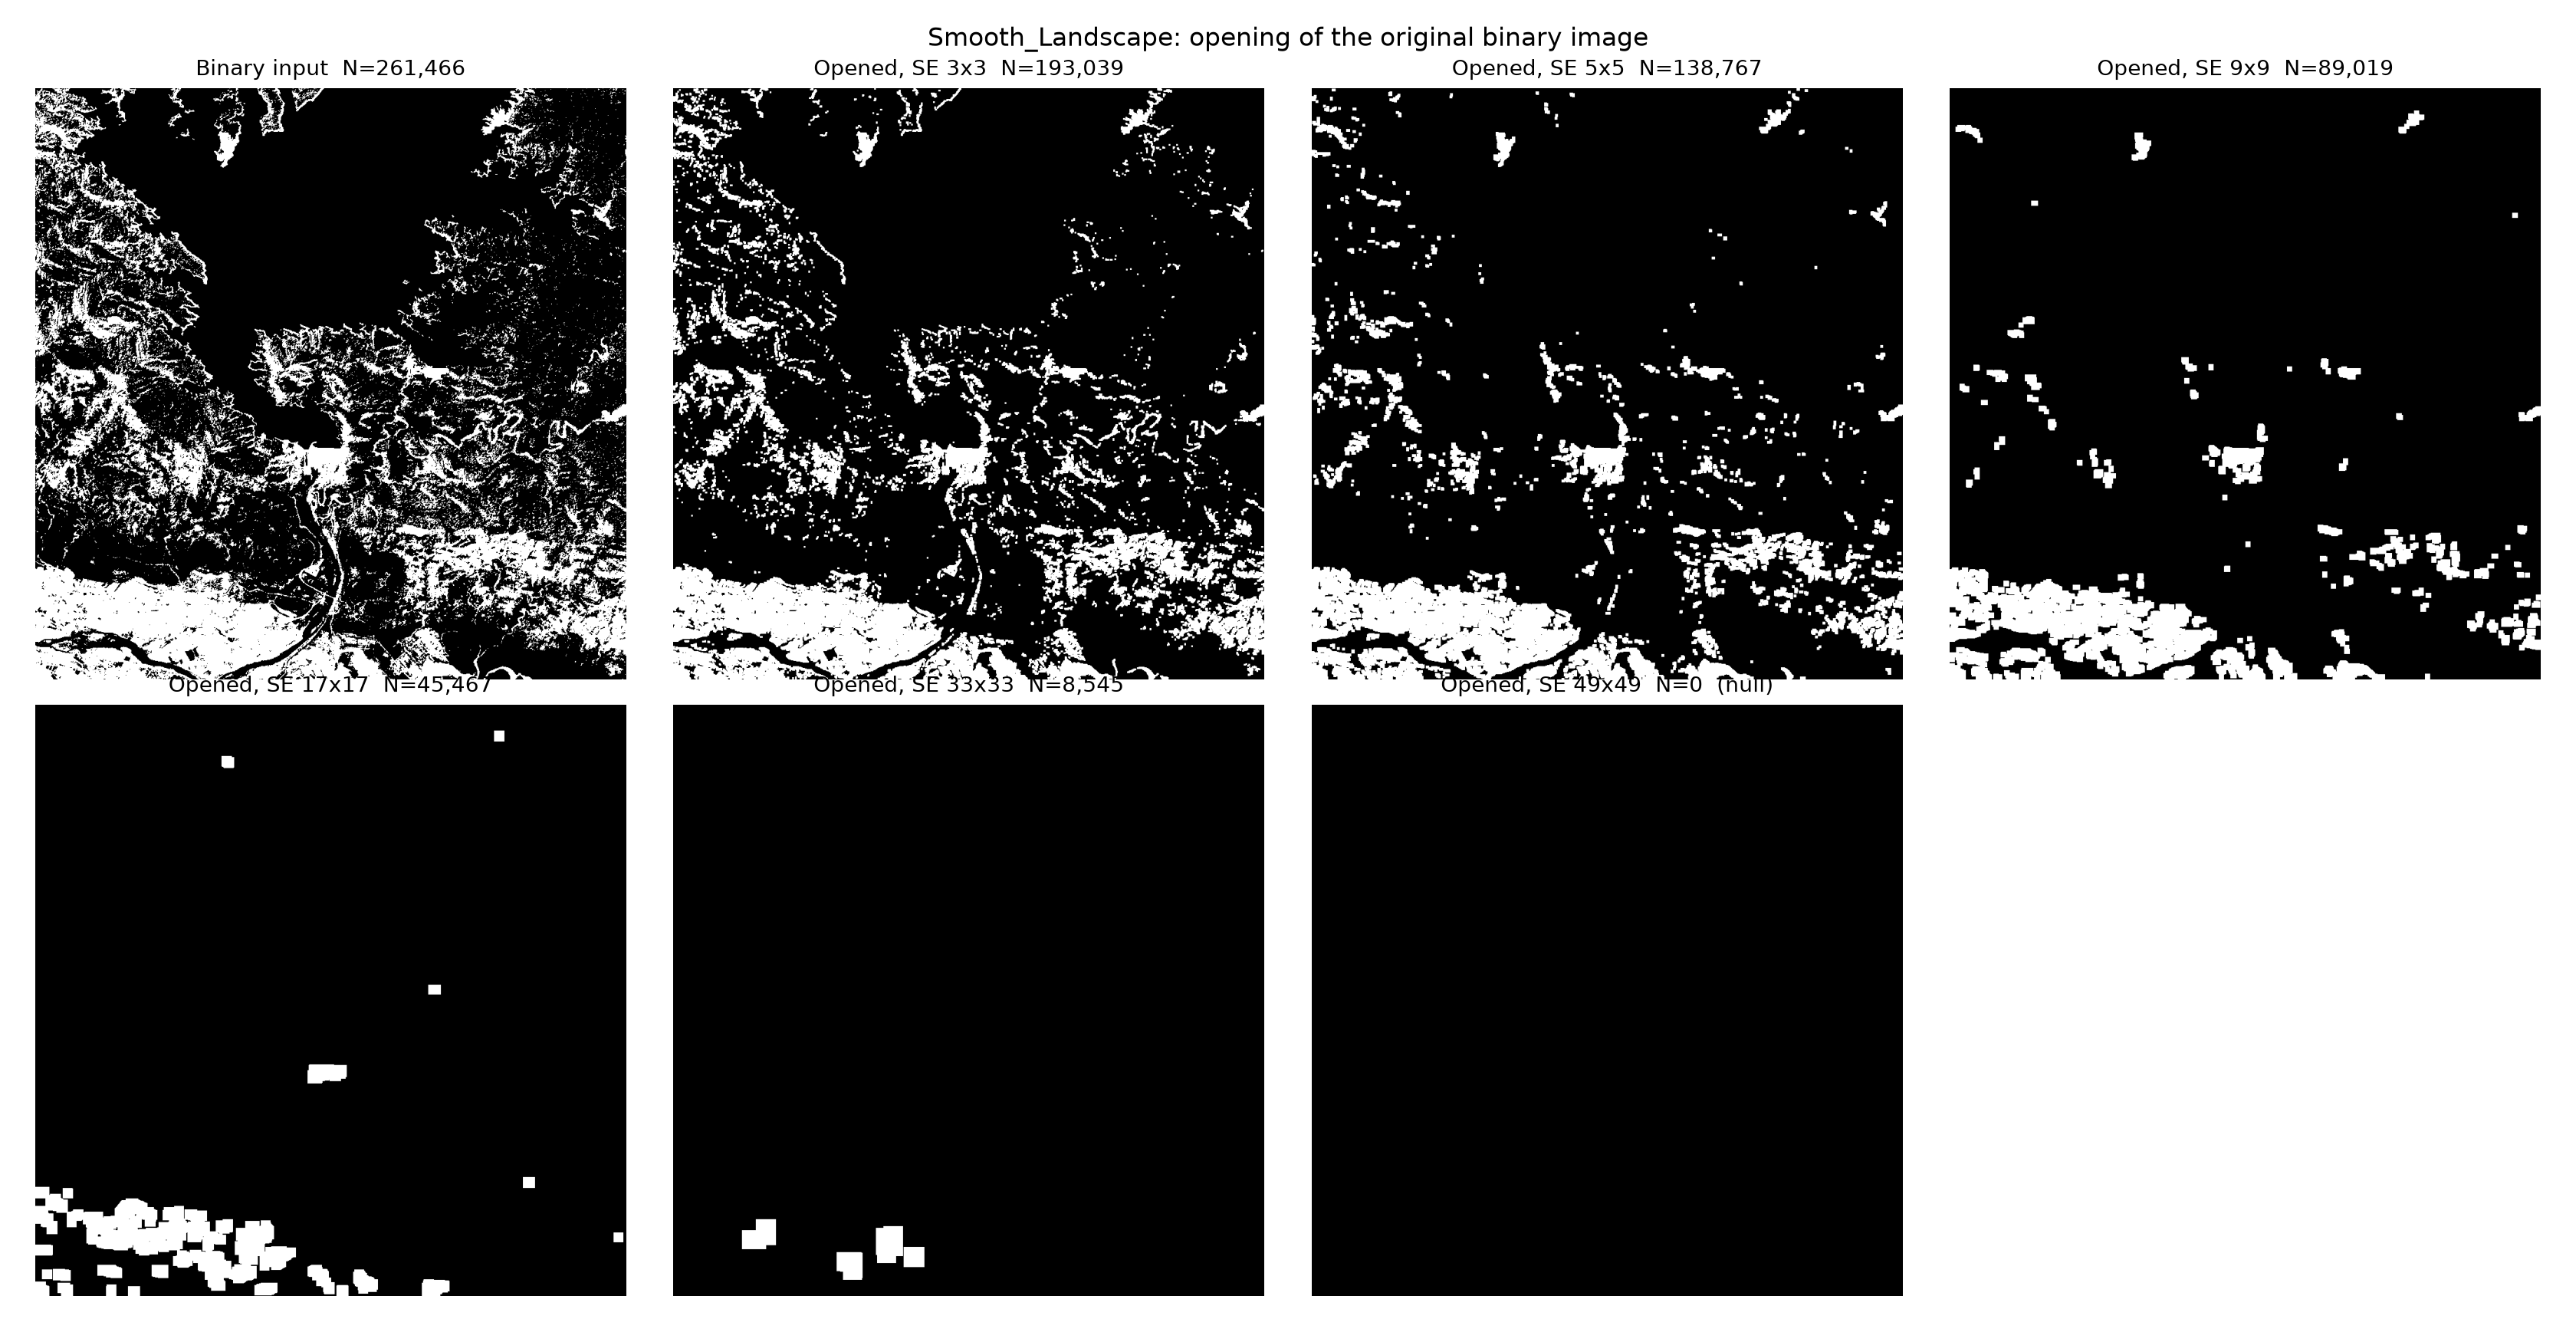 Smooth_Landscape: opening of the original binary image
Binary input  N=261,466
Opened, SE 3x3  N=193,039
Opened, SE 5x5  N=138,767
Opened, SE 9x9  N=89,019
Opened, SE 17x17  N=45,467
Opened, SE 33x33  N=8,545
Opened, SE 49x49  N=0  (null)